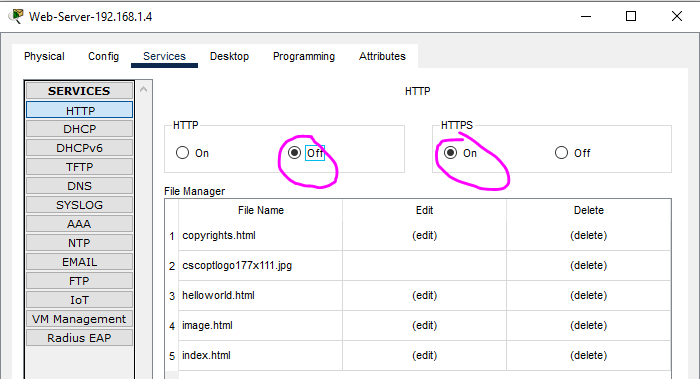 Web-Server-192.168.1.4
Physical Config Services Desktop Programming Attributes
SERVICES
HTTP
DHCP
DHCPv6
TFTP
DNS
SYSLOG
AAA
NTP
EMAIL
FTP
IoT
VM Management
Radius EAP
HTTP
HTTP
On Off
HTTPS
On Off
File Manager
File Name Edit Delete
1 copyrights.html (edit) (delete)
2 cscoptlogo177x111.jpg (delete)
3 helloworld.html (edit) (delete)
4 image.html (edit) (delete)
5 index.html (edit) (delete)